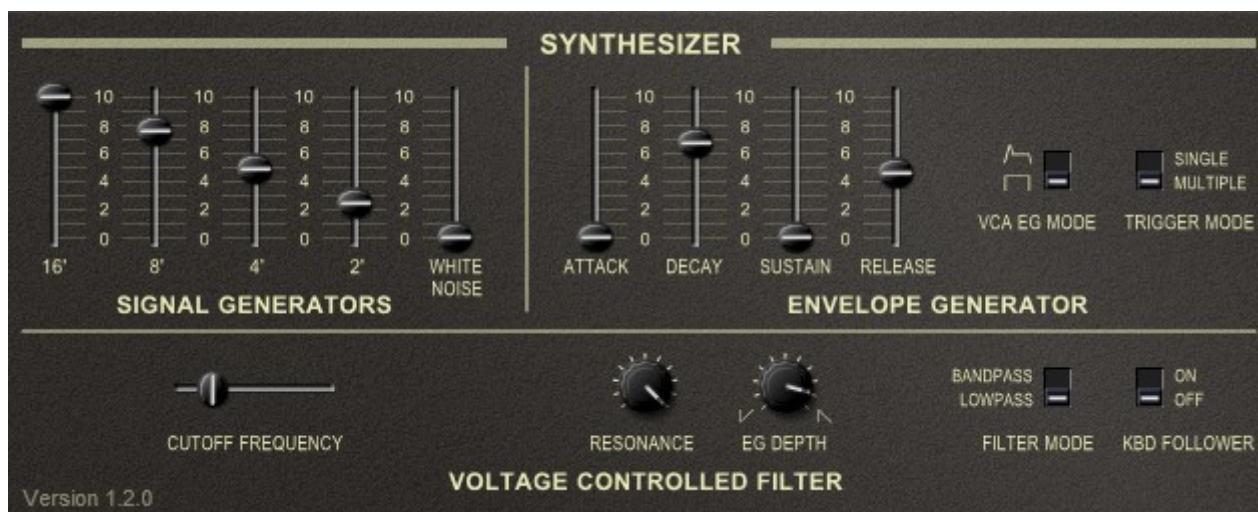 SYNTHESIZER
10 10 10 10
8 8 8 8
6 6 6 6
4 4 4 4
2 2 2 2
0 0 0 0
16' 8' 4' 2' WHITE
NOISE
SIGNAL GENERATORS
10 10 10
8 8 8
6 6 6
4 4 4
2 2 2
0 0 0
ATTACK DECAY SUSTAIN RELEASE
VCA EG MODE
SINGLE
MULTIPLE
TRIGGER MODE
ENVELOPE GENERATOR
CUTOFF FREQUENCY
RESONANCE
EG DEPTH
BANDPASS
LOWPASS
FILTER MODE
ON
OFF
KBD FOLLOWER
VOLTAGE CONTROLLED FILTER
Version 1.2.0